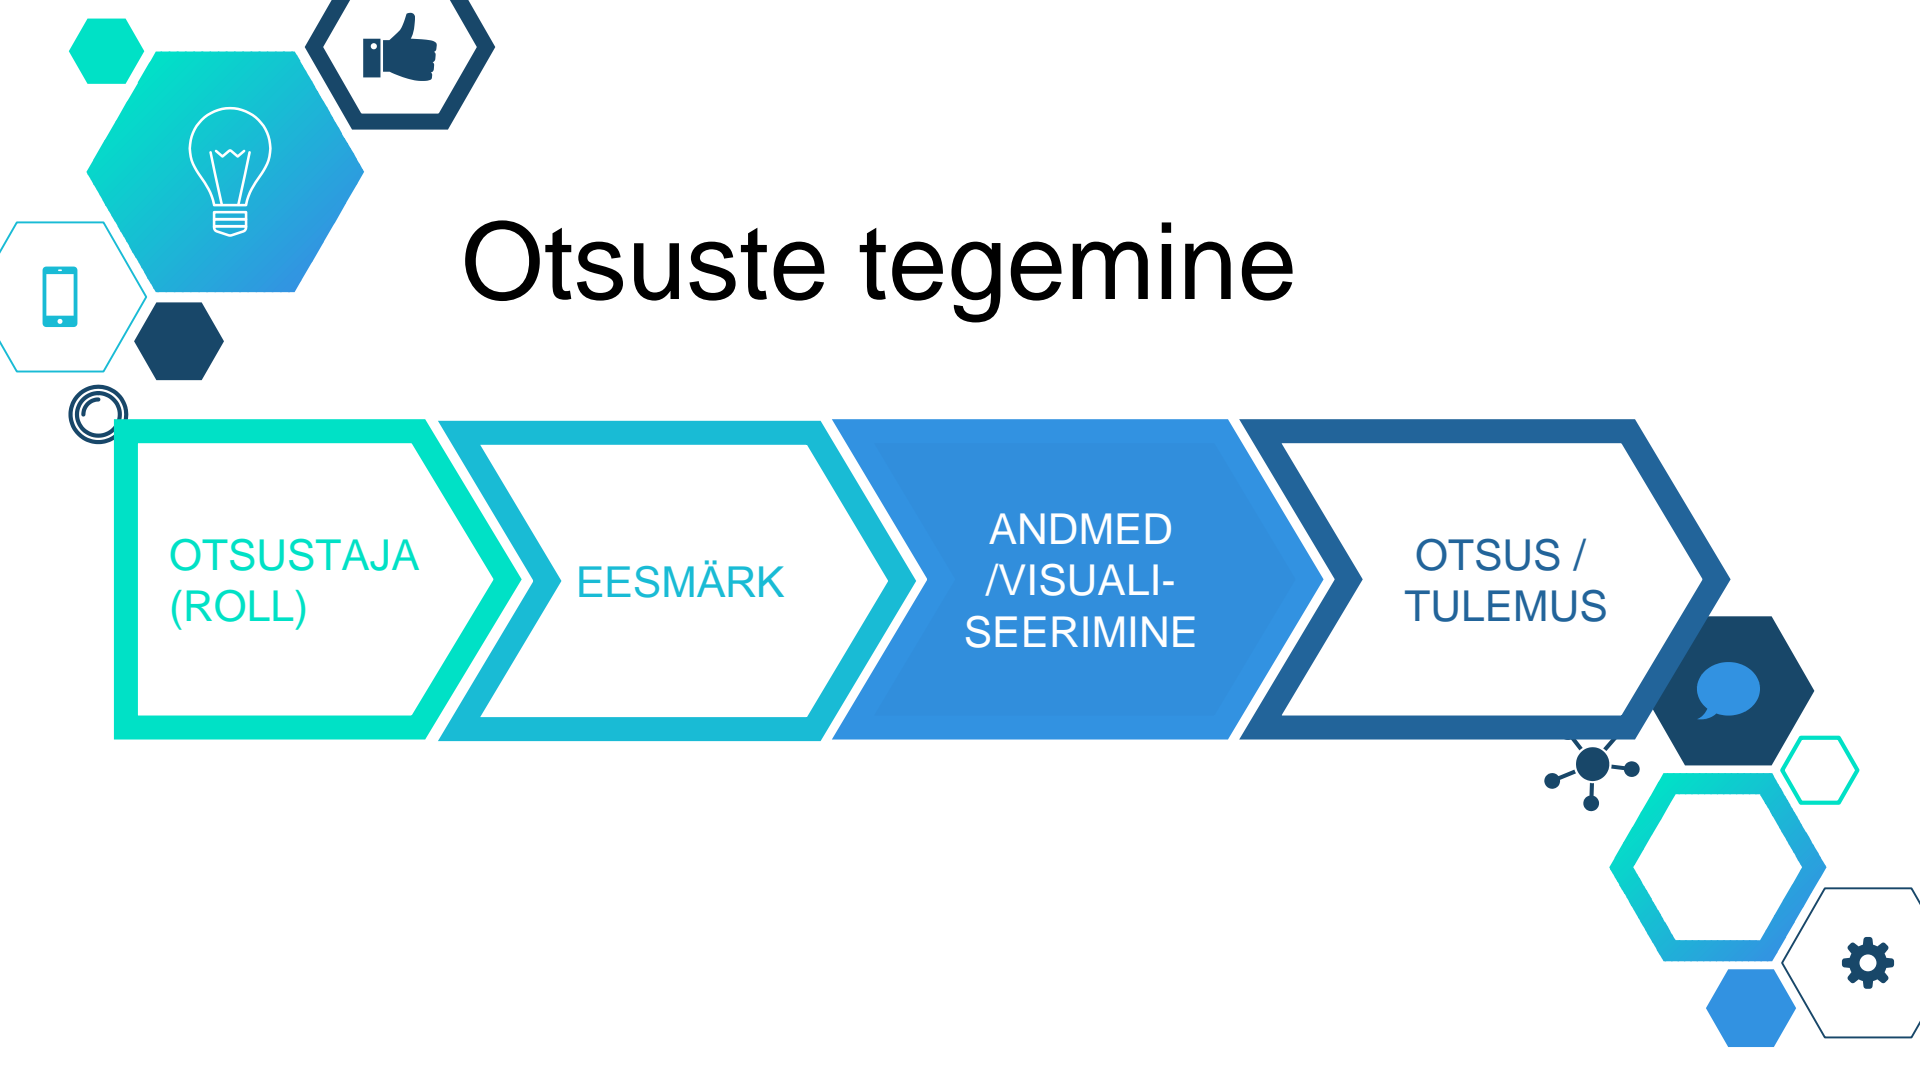 Otsuste tegemine
OTSUSTAJA
(ROLL)
EESMÄRK
ANDMED
/VISUALI-
SEERIMINE
OTSUS /
TULEMUS